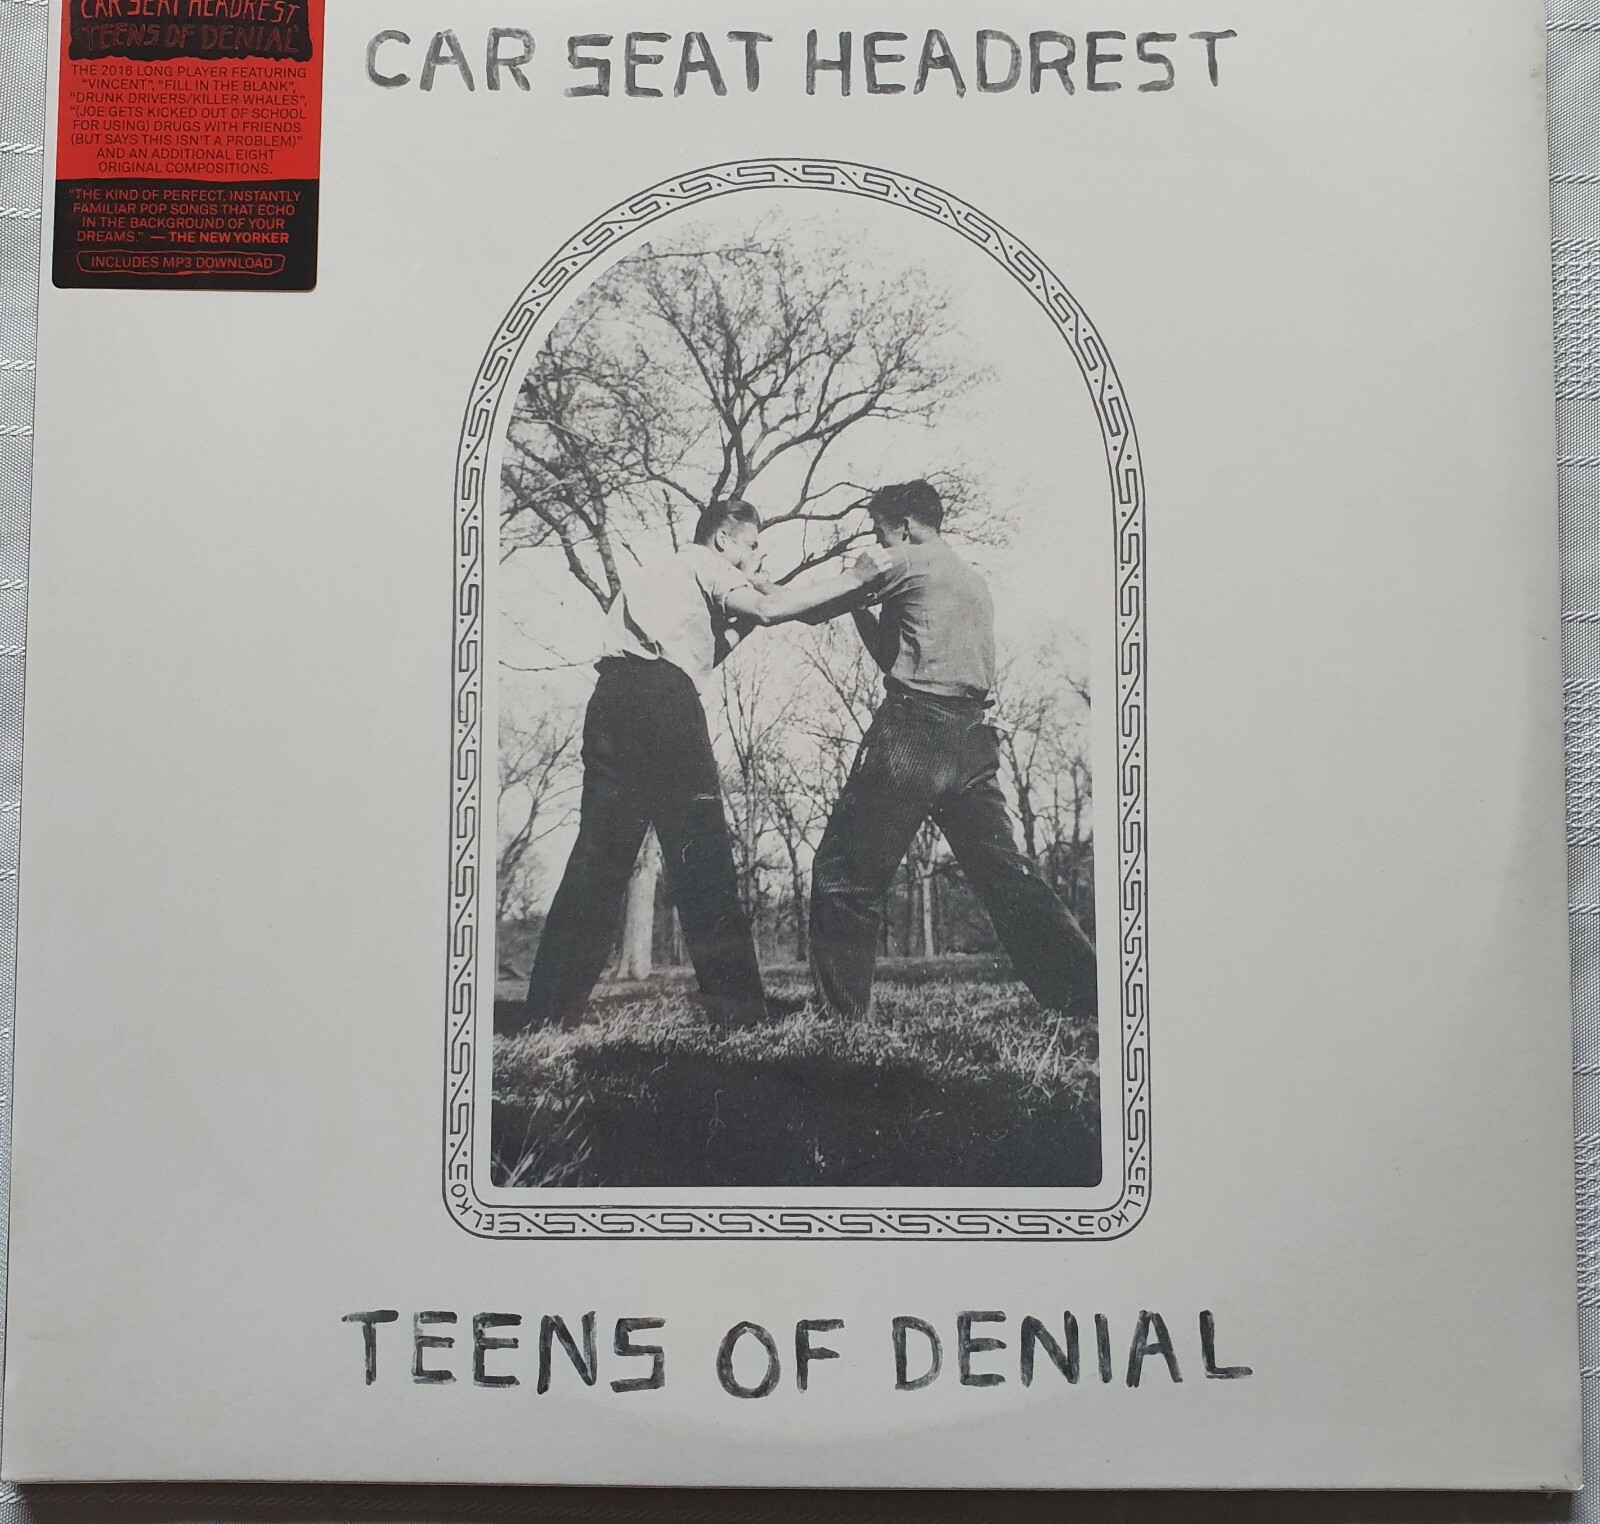 CAR SEAT HEADREST
TEENS OF DENIAL
THE 2016 LONG PLAYER FEATURING
"VINCENT", "FILL IN THE BLANK",
"DRUNK DRIVERS/KILLER WHALES",
"(JOE GETS KICKED OUT OF SCHOOL
FOR USING) DRUGS WITH FRIENDS
(BUT SAYS THIS ISN'T A PROBLEM)"
AND AN ADDITIONAL EIGHT
ORIGINAL COMPOSITIONS.
"THE KIND OF PERFECT, INSTANTLY
FAMILIAR POP SONGS THAT ECHO
IN THE BACKGROUND OF YOUR
DREAMS." — THE NEW YORKER
INCLUDES MP3 DOWNLOAD
CAR SEAT HEADREST
TEENS OF DENIAL